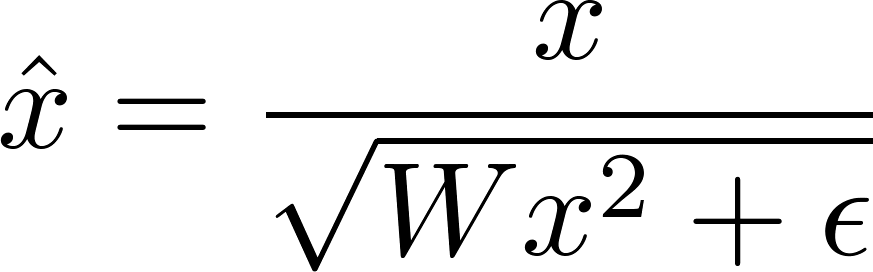 $\hat{x} = \frac{x}{\sqrt{Wx^2 + \epsilon}}$